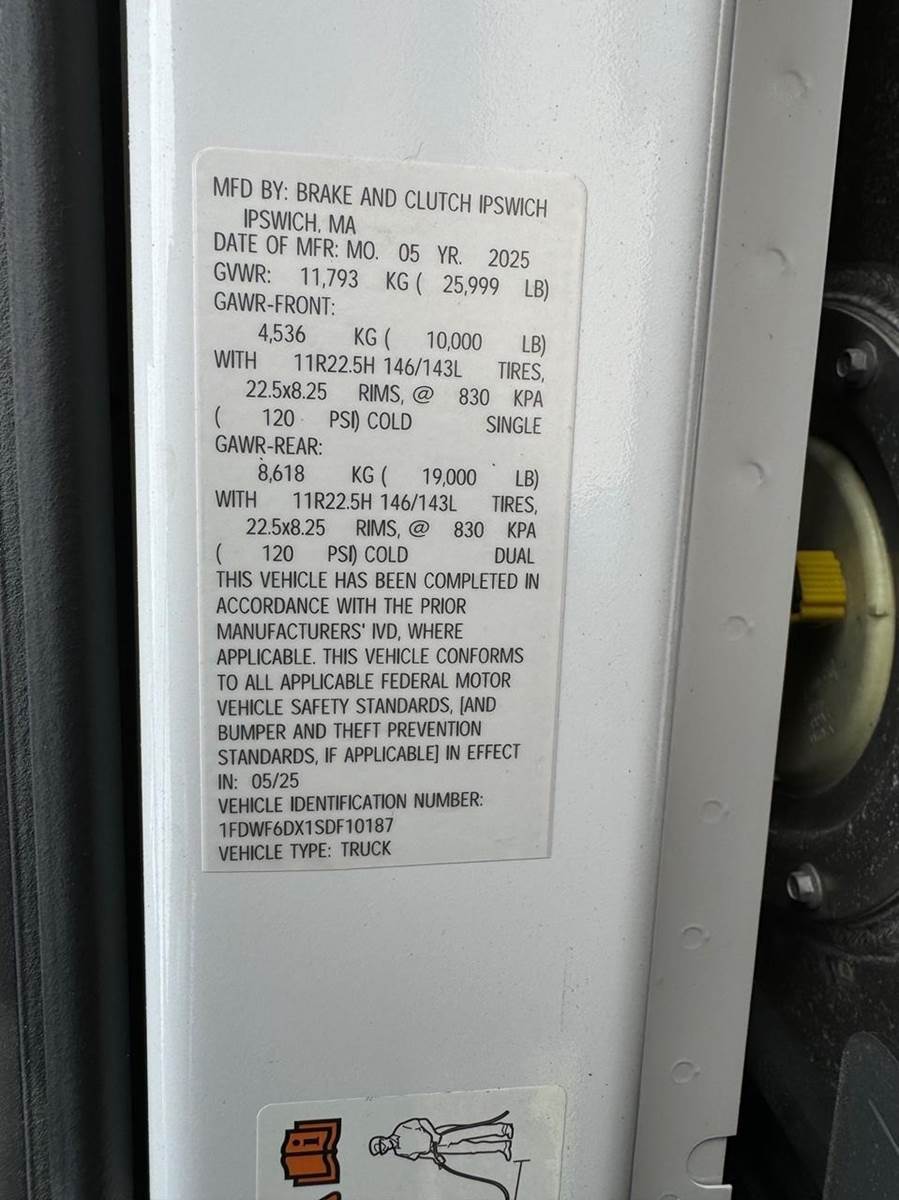 MFD BY: BRAKE AND CLUTCH IPSWICH
IPSWICH, MA
DATE OF MFR: MO. 05 YR. 2025
GVWR: 11,793 KG ( 25,999 LB)
GAWR-FRONT:
4,536 KG ( 10,000 LB)
WITH 11R22.5H 146/143L TIRES,
22.5x8.25 RIMS, @ 830 KPA
( 120 PSI) COLD SINGLE
GAWR-REAR:
8,618 KG ( 19,000 LB)
WITH 11R22.5H 146/143L TIRES,
22.5x8.25 RIMS, @ 830 KPA
( 120 PSI) COLD DUAL
THIS VEHICLE HAS BEEN COMPLETED IN
ACCORDANCE WITH THE PRIOR
MANUFACTURERS' IVD, WHERE
APPLICABLE. THIS VEHICLE CONFORMS
TO ALL APPLICABLE FEDERAL MOTOR
VEHICLE SAFETY STANDARDS, [AND
BUMPER AND THEFT PREVENTION
STANDARDS, IF APPLICABLE] IN EFFECT
IN: 05/25
VEHICLE IDENTIFICATION NUMBER:
1FDWF6DX1SDF10187
VEHICLE TYPE: TRUCK